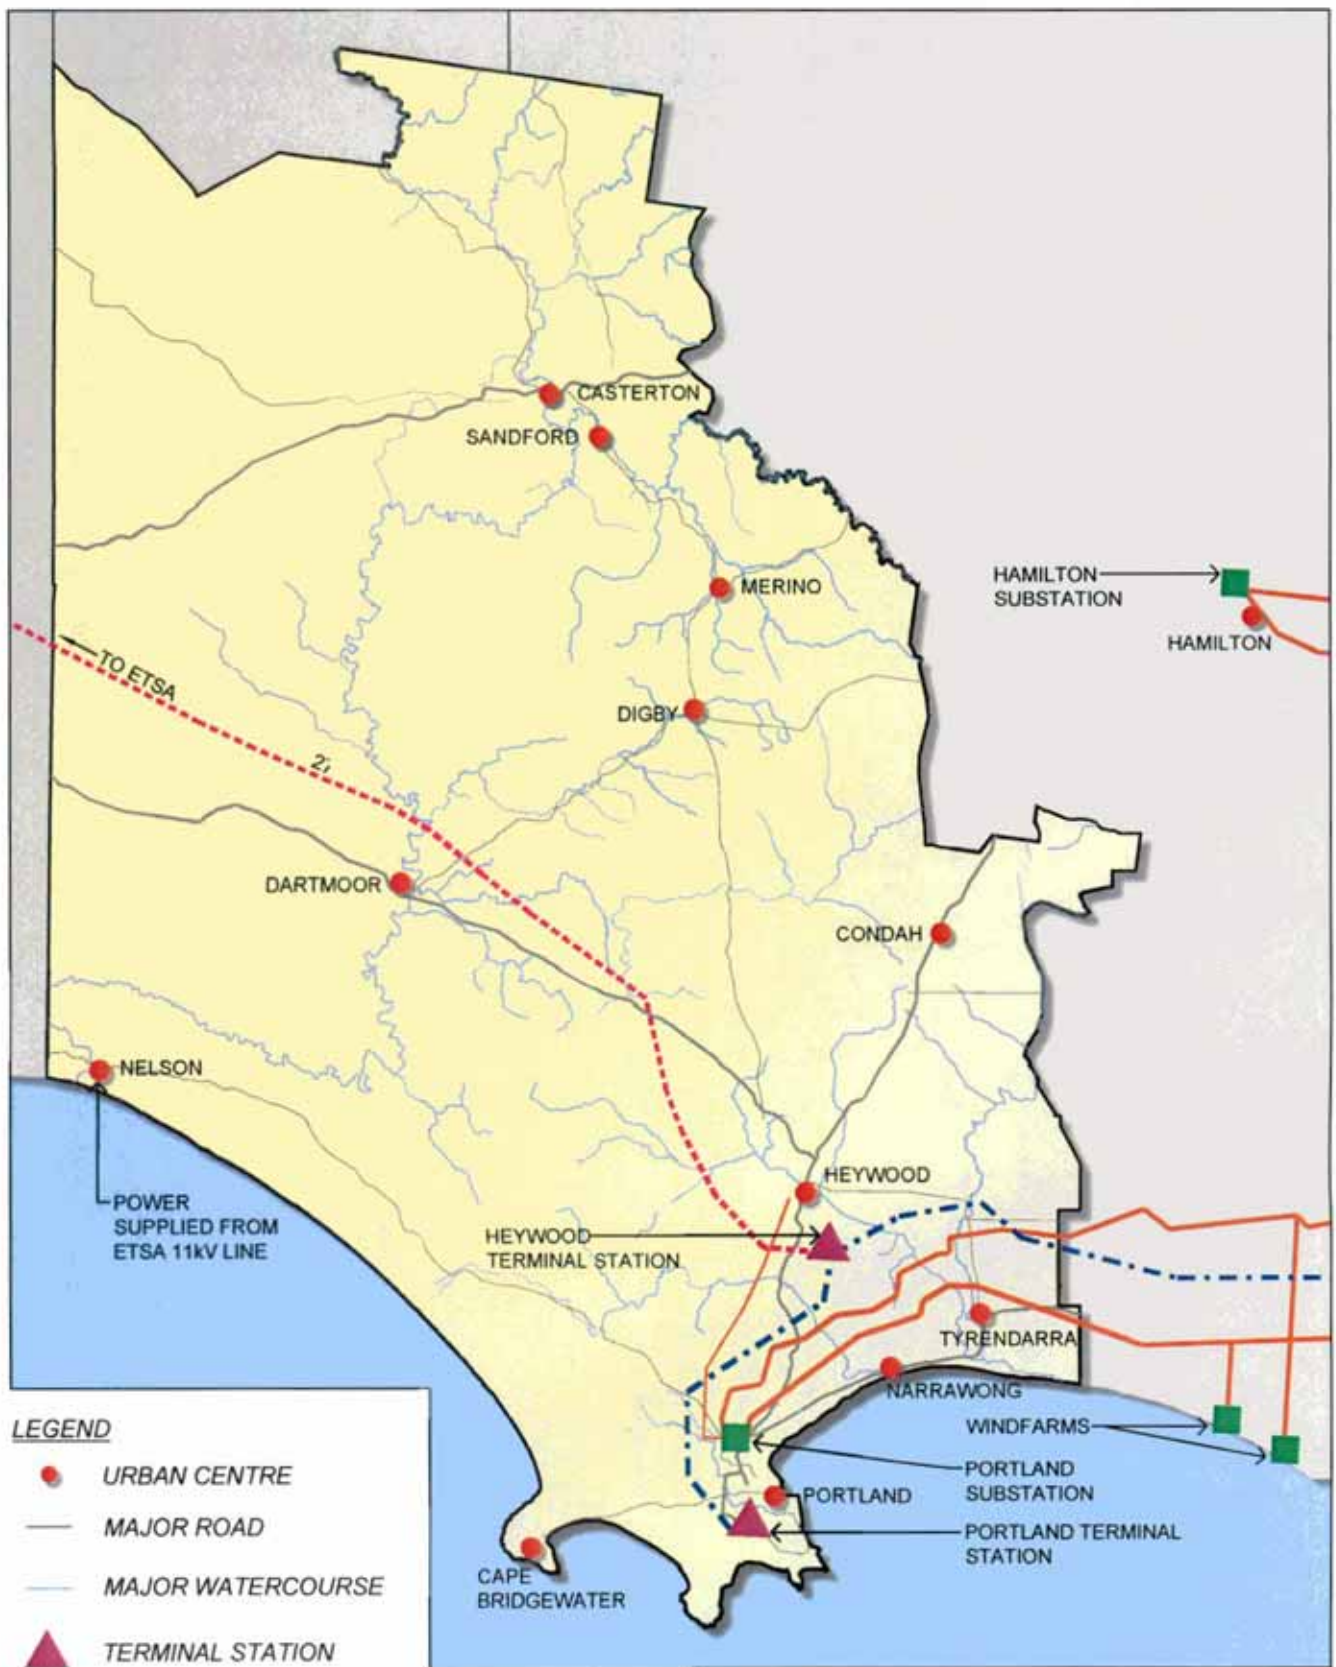 CASTERTON
SANDFORD
HAMILTON
SUBSTATION
MERINO
HAMILTON
TO ETSA
DIGBY
DARTMOOR
CONDAH
NELSON
HEYWOOD
POWER
SUPPLIED FROM
ETSA 11kV LINE
HEYWOOD
TERMINAL STATION
TYRENDARRA
NARRAWONG
WINDFARMS
PORTLAND
SUBSTATION
PORTLAND
PORTLAND TERMINAL
STATION
CAPE
BRIDGEWATER
LEGEND
URBAN CENTRE
MAJOR ROAD
MAJOR WATERCOURSE
TERMINAL STATION